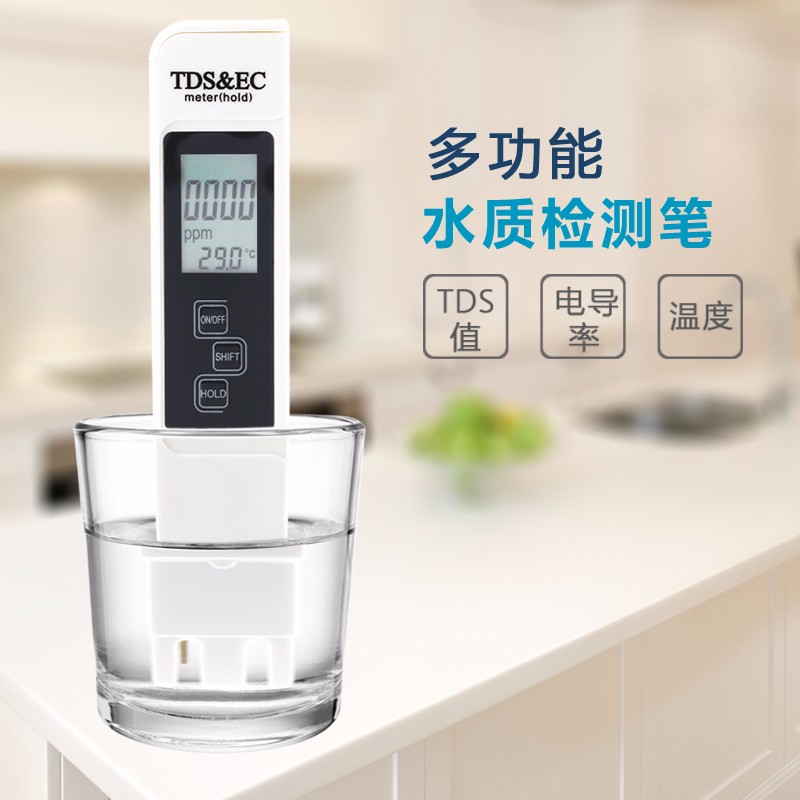 TDS&EC
meter(hold)
0000
ppm
29.0°C
ON/OFF
SHIFT
HOLD
多功能
水质检测笔
TDS
值
电导
率
温度